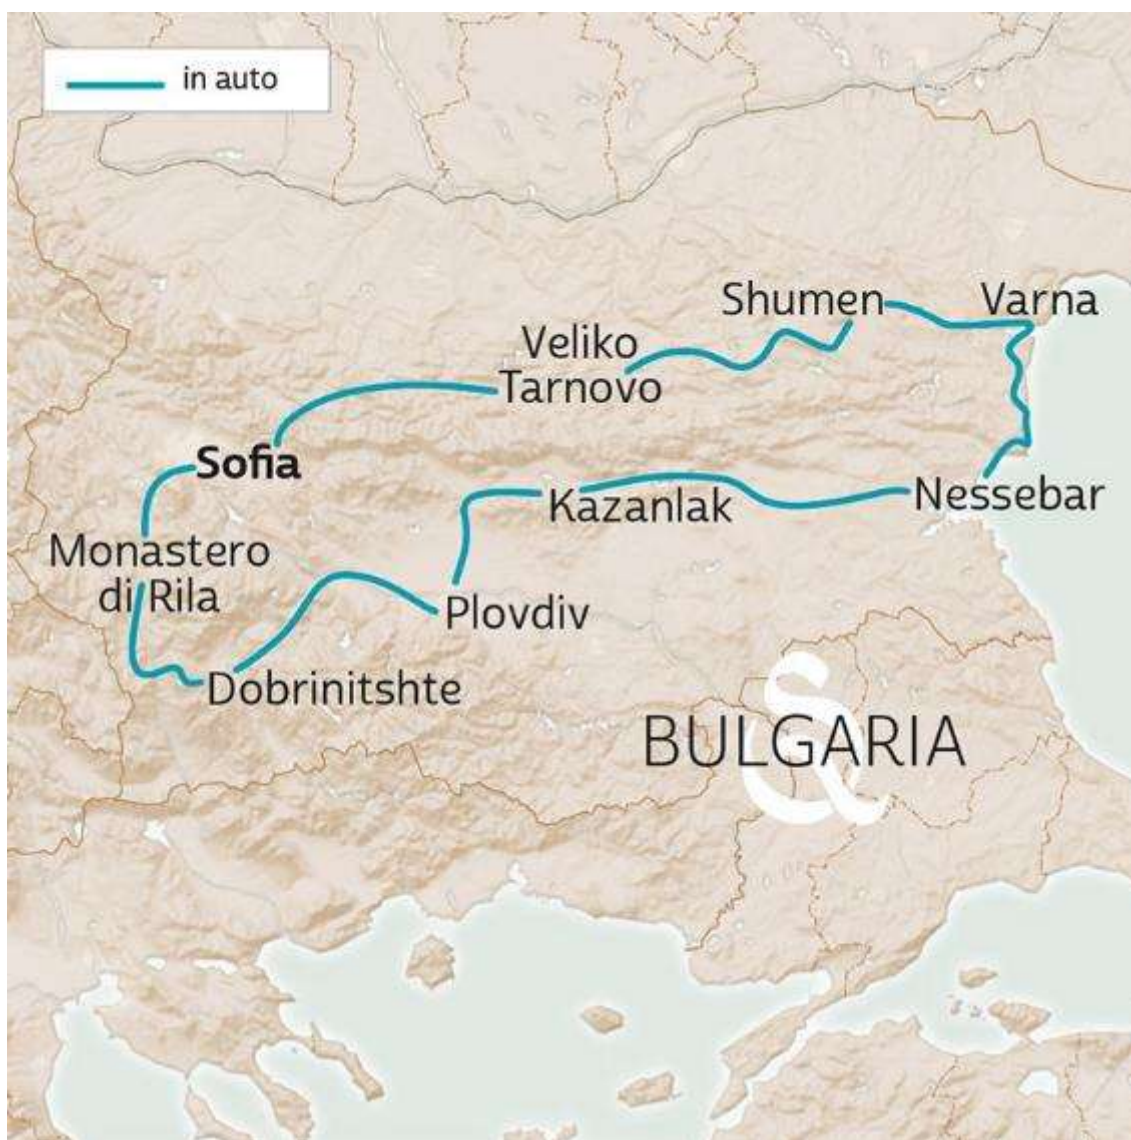 in auto
Shumen
Varna
Veliko
Tarnovo
Sofia
Nessebar
Kazanlak
Monastero
di Rila
Plovdiv
Dobrinitshte
&
BULGARIA